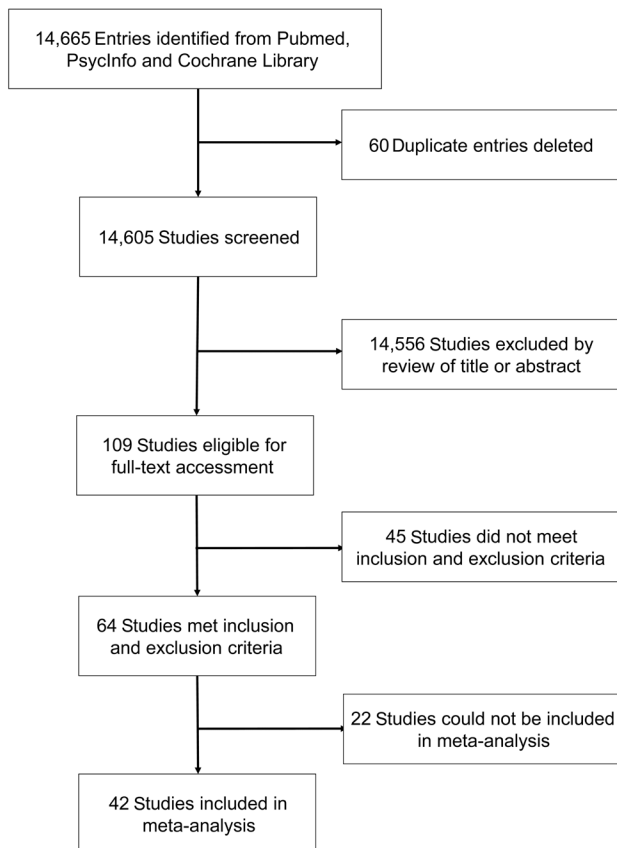 14,665 Entries identified from Pubmed,
PsycInfo and Cochrane Library
60 Duplicate entries deleted
14,605 Studies screened
14,556 Studies excluded by
review of title or abstract
109 Studies eligible for
full-text accessment
45 Studies did not meet
inclusion and exclusion criteria
64 Studies met inclusion
and exclusion criteria
22 Studies could not be included
in meta-analysis
42 Studies included in
meta-analysis